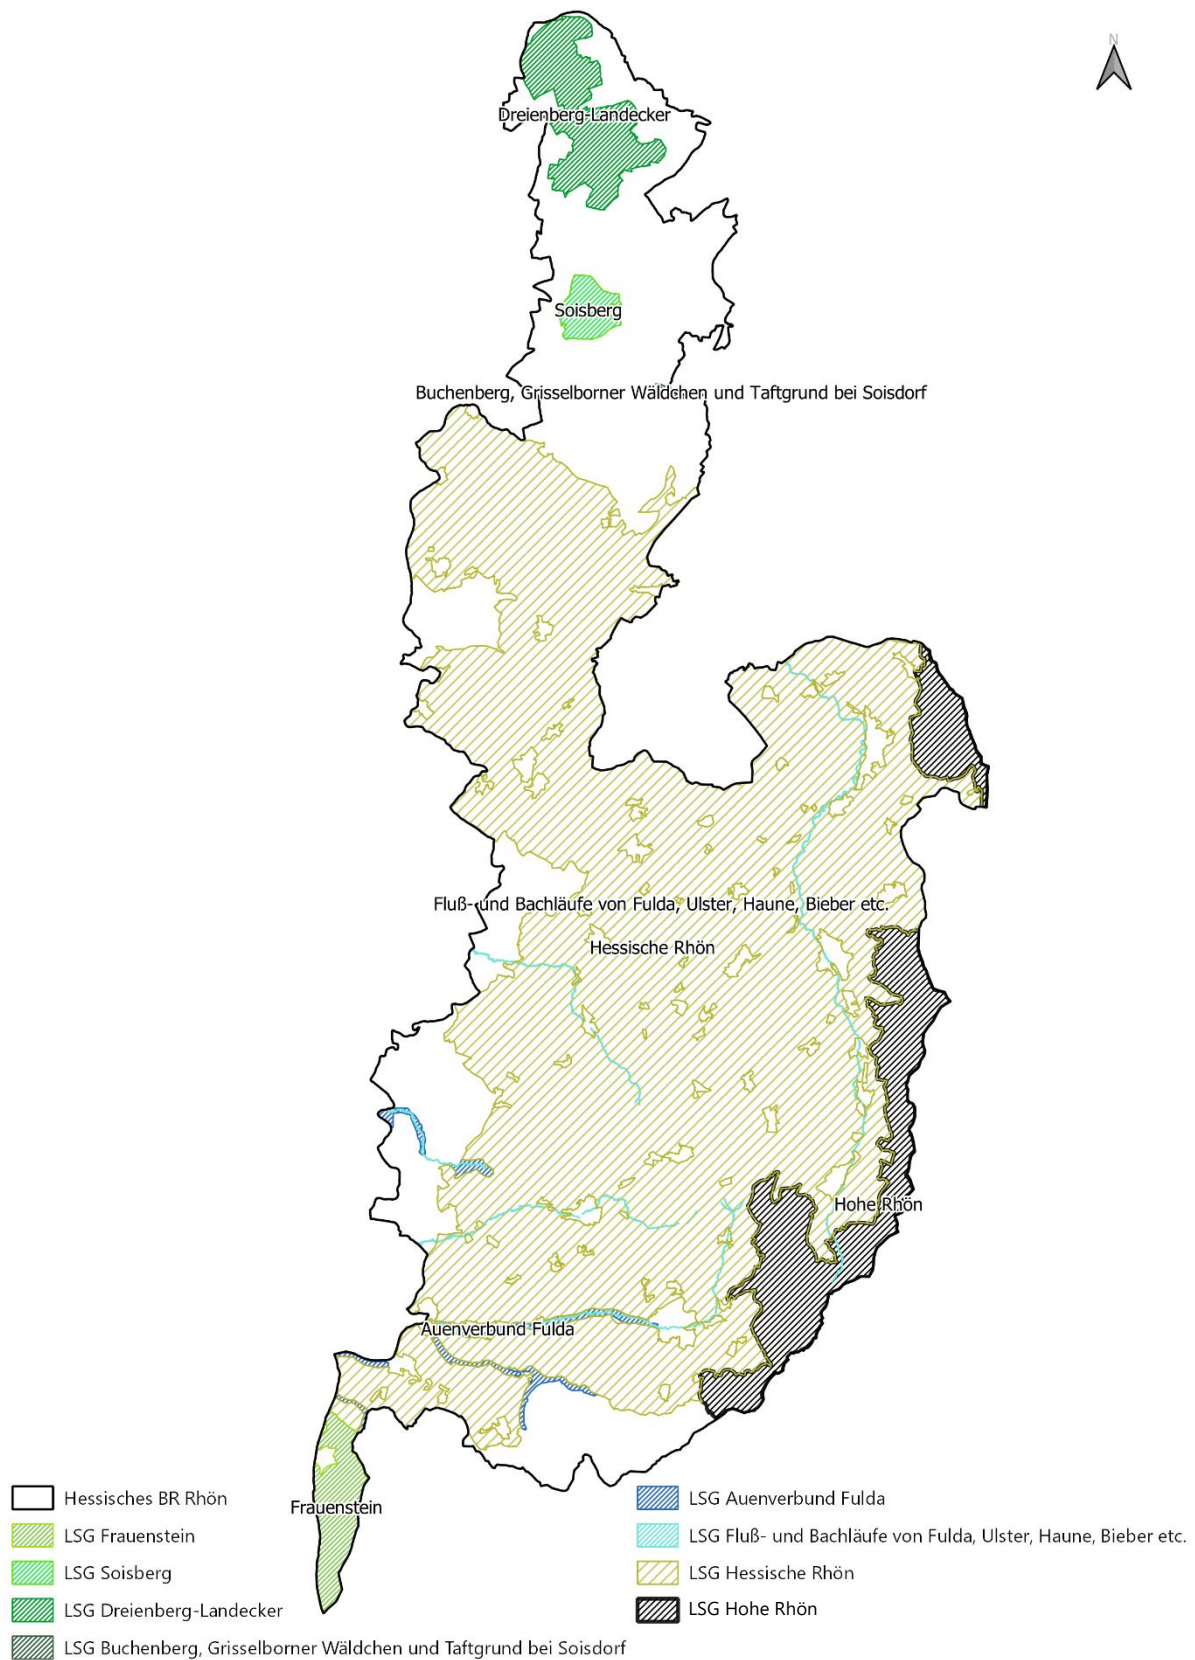 N
Dreienberg-Landecker
Soisberg
Buchenberg, Grisselborner Wäldchen und Taftgrund bei Soisdorf
Fluß- und Bachläufe von Fulda, Ulster, Haune, Bieber etc.
Hessische Rhön
Hohe Rhön
Auenverbund Fulda
Frauenstein
Hessisches BR Rhön
LSG Frauenstein
LSG Soisberg
LSG Dreienberg-Landecker
LSG Buchenberg, Grisselborner Wäldchen und Taftgrund bei Soisdorf
LSG Auenverbund Fulda
LSG Fluß- und Bachläufe von Fulda, Ulster, Haune, Bieber etc.
LSG Hessische Rhön
LSG Hohe Rhön